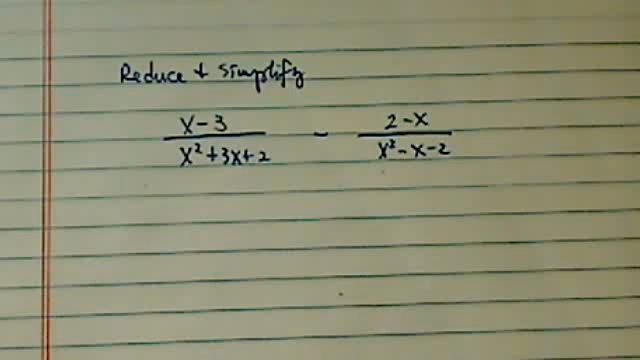 Reduce + Simplify
x-3 / x²+3x+2 - 2-x / x²-x-2